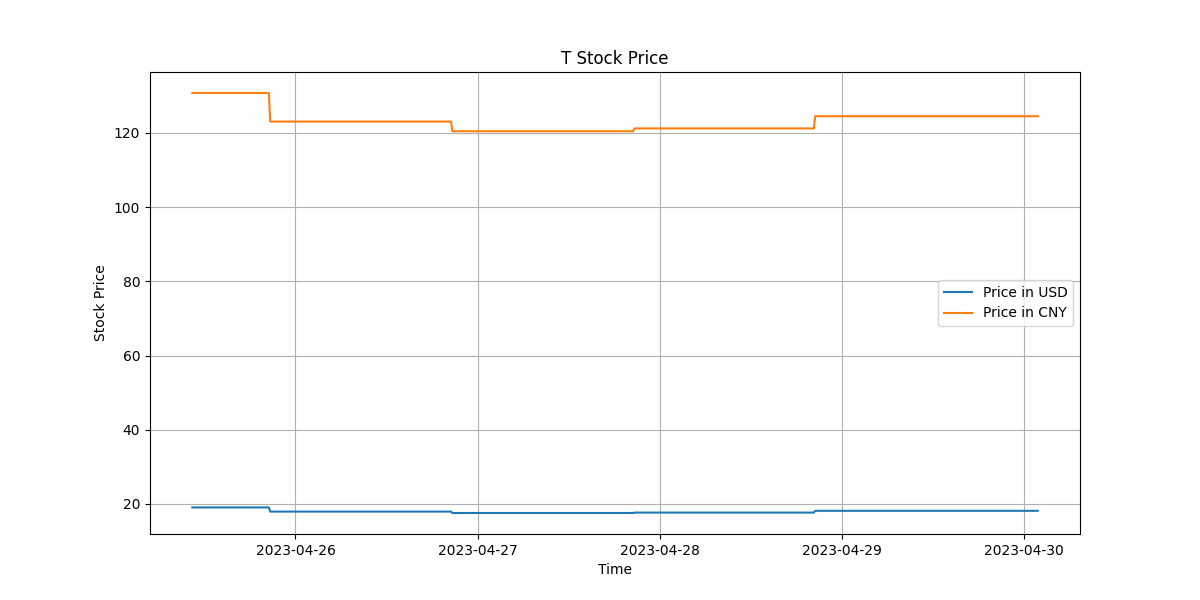 T Stock Price
Stock Price
120
100
80
60
40
20
Price in USD
Price in CNY
2023-04-26
2023-04-27
2023-04-28
2023-04-29
2023-04-30
Time